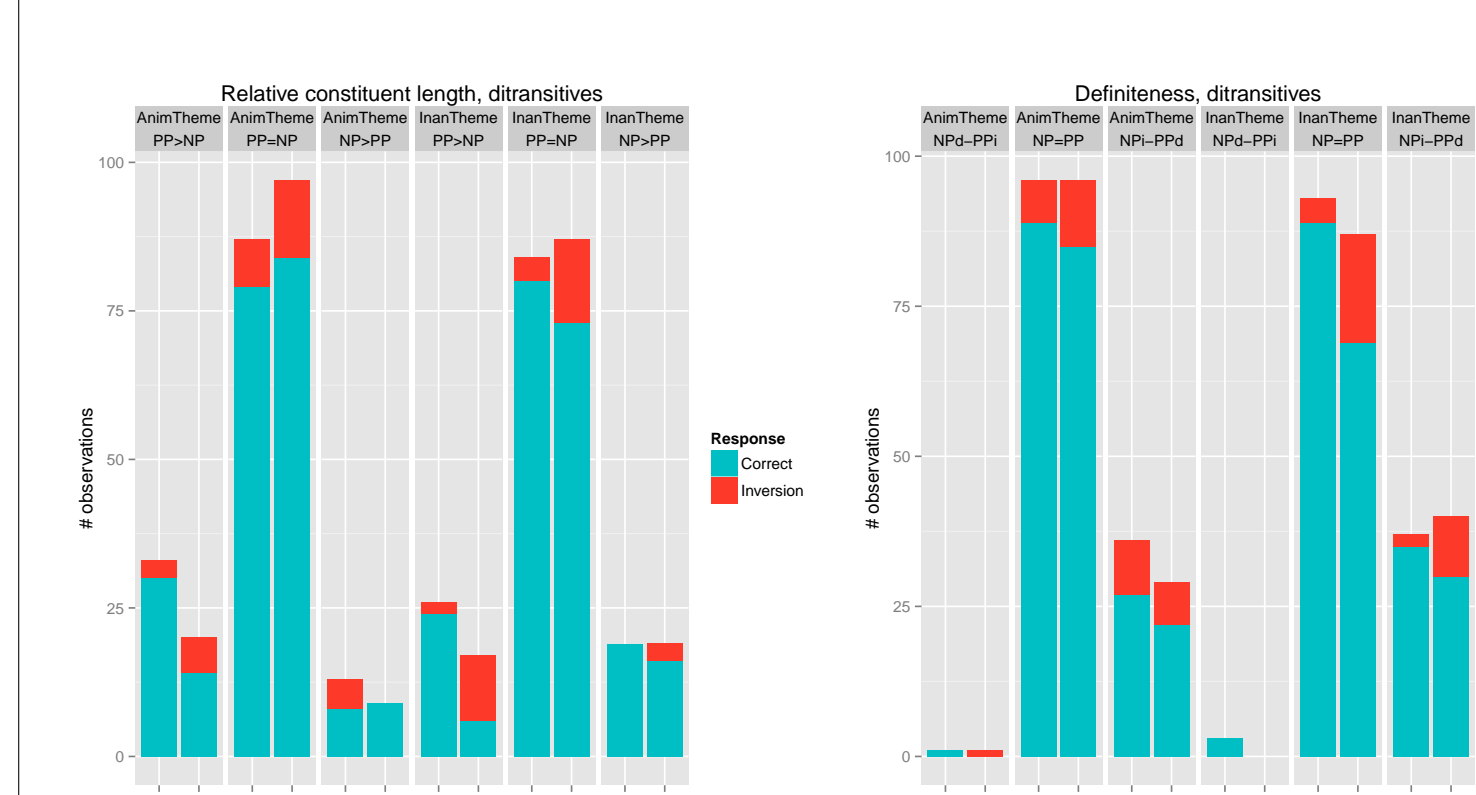 Relative constituent length, ditransitives
AnimTheme AnimTheme AnimTheme InanTheme InanTheme InanTheme
PP>NP PP=NP NP>PP PP>NP PP=NP NP>PP
100
75
50
25
0
# observations
Response
Correct
Inversion
Definiteness, ditransitives
AnimTheme AnimTheme AnimTheme InanTheme InanTheme InanTheme
NPd−PPi NP=PP NPi−PPd NPd−PPi NP=PP NPi−PPd
100
75
50
25
0
# observations